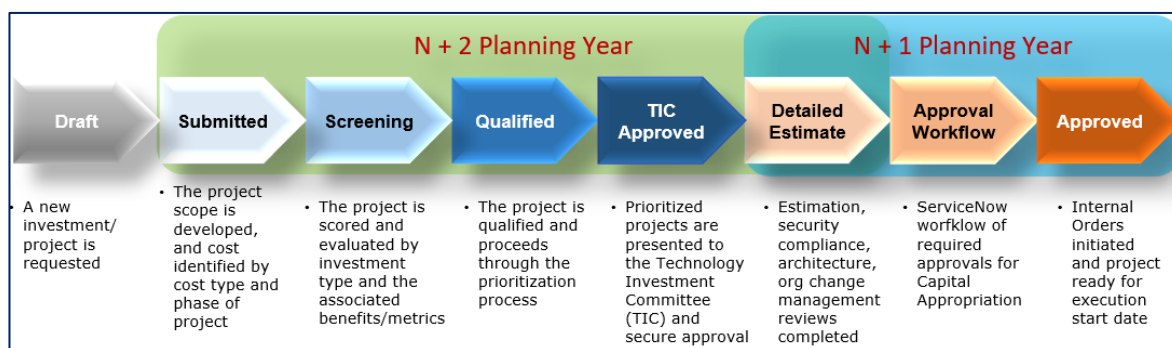 N + 2 Planning Year
N + 1 Planning Year
Draft
Submitted
Screening
Qualified
TIC
Approved
Detailed
Estimate
Approval
Workflow
Approved
• A new
investment/
project is
requested
• The project
scope is
developed,
and cost
identified by
cost type and
phase of
project
• The project is
scored and
evaluated by
investment
type and the
associated
benefits/metrics
• The project is
qualified and
proceeds
through the
prioritization
process
• Prioritized
projects are
presented to
the Technology
Investment
Committee
(TIC) and
secure approval
• Estimation,
security
compliance,
architecture,
org change
management
reviews
completed
• ServiceNow
worfklow of
required
approvals for
Capital
Appropriation
• Internal
Orders
initiated
and project
ready for
execution
start date